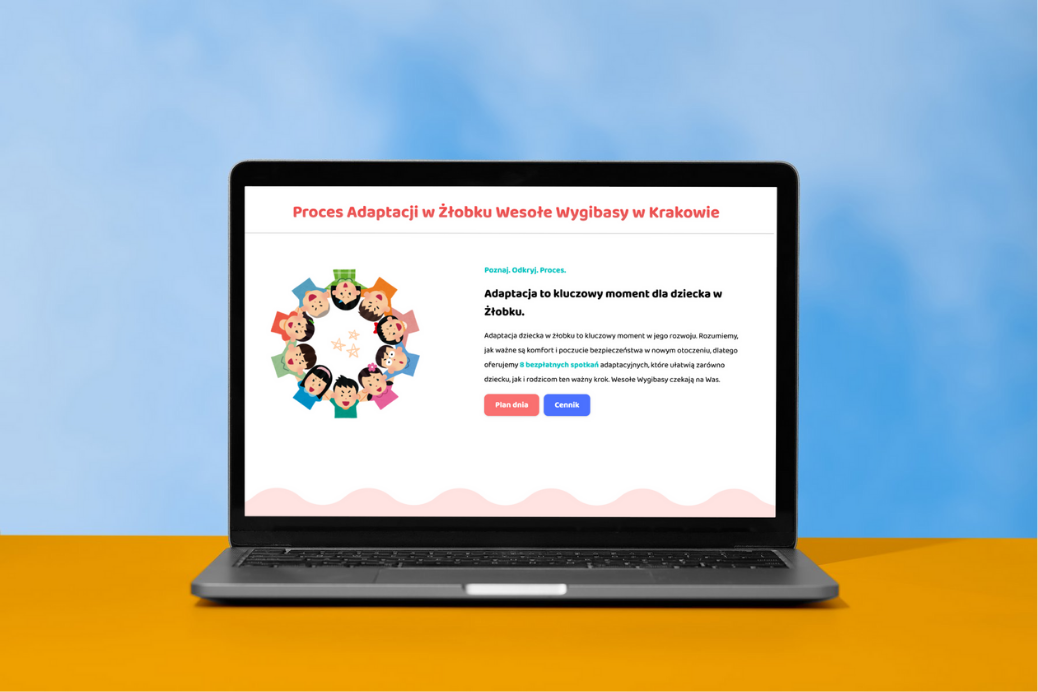 Proces Adaptacji w Żłobku Wesołe Wygibasy w Krakowie
Poznaj. Odkryj. Proces.
Adaptacja to kluczowy moment dla dziecka w
Żłobku.
Adaptacja dziecka w żłobku to kluczowy moment w jego rozwoju. Rozumiemy,
jak ważne są komfort i poczucie bezpieczeństwa w nowym otoczeniu, dlatego
oferujemy 8 bezpłatnych spotkań adaptacyjnych, które ułatwią zarówno
dziecku, jak i rodzicom ten ważny krok. Wesołe Wygibasy czekają na Was.
Plan dnia
Cennik